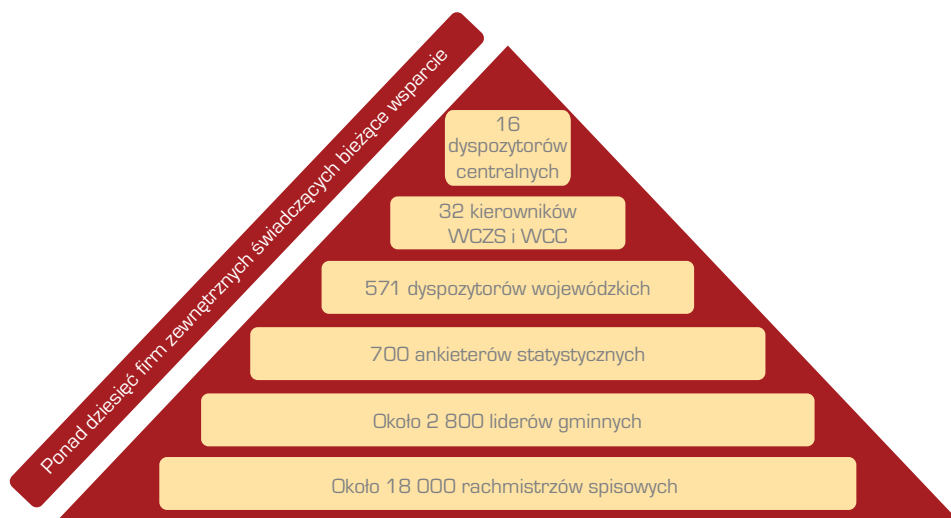 Ponad dziesięć firm zewnętrznych świadczących bieżące wsparcie
16
dyspozytorów
centralnych
32 kierowników
WCZS i WCC
571 dyspozytorów wojewódzkich
700 ankieterów statystycznych
Około 2 800 liderów gminnych
Około 18 000 rachmistrzów spisowych